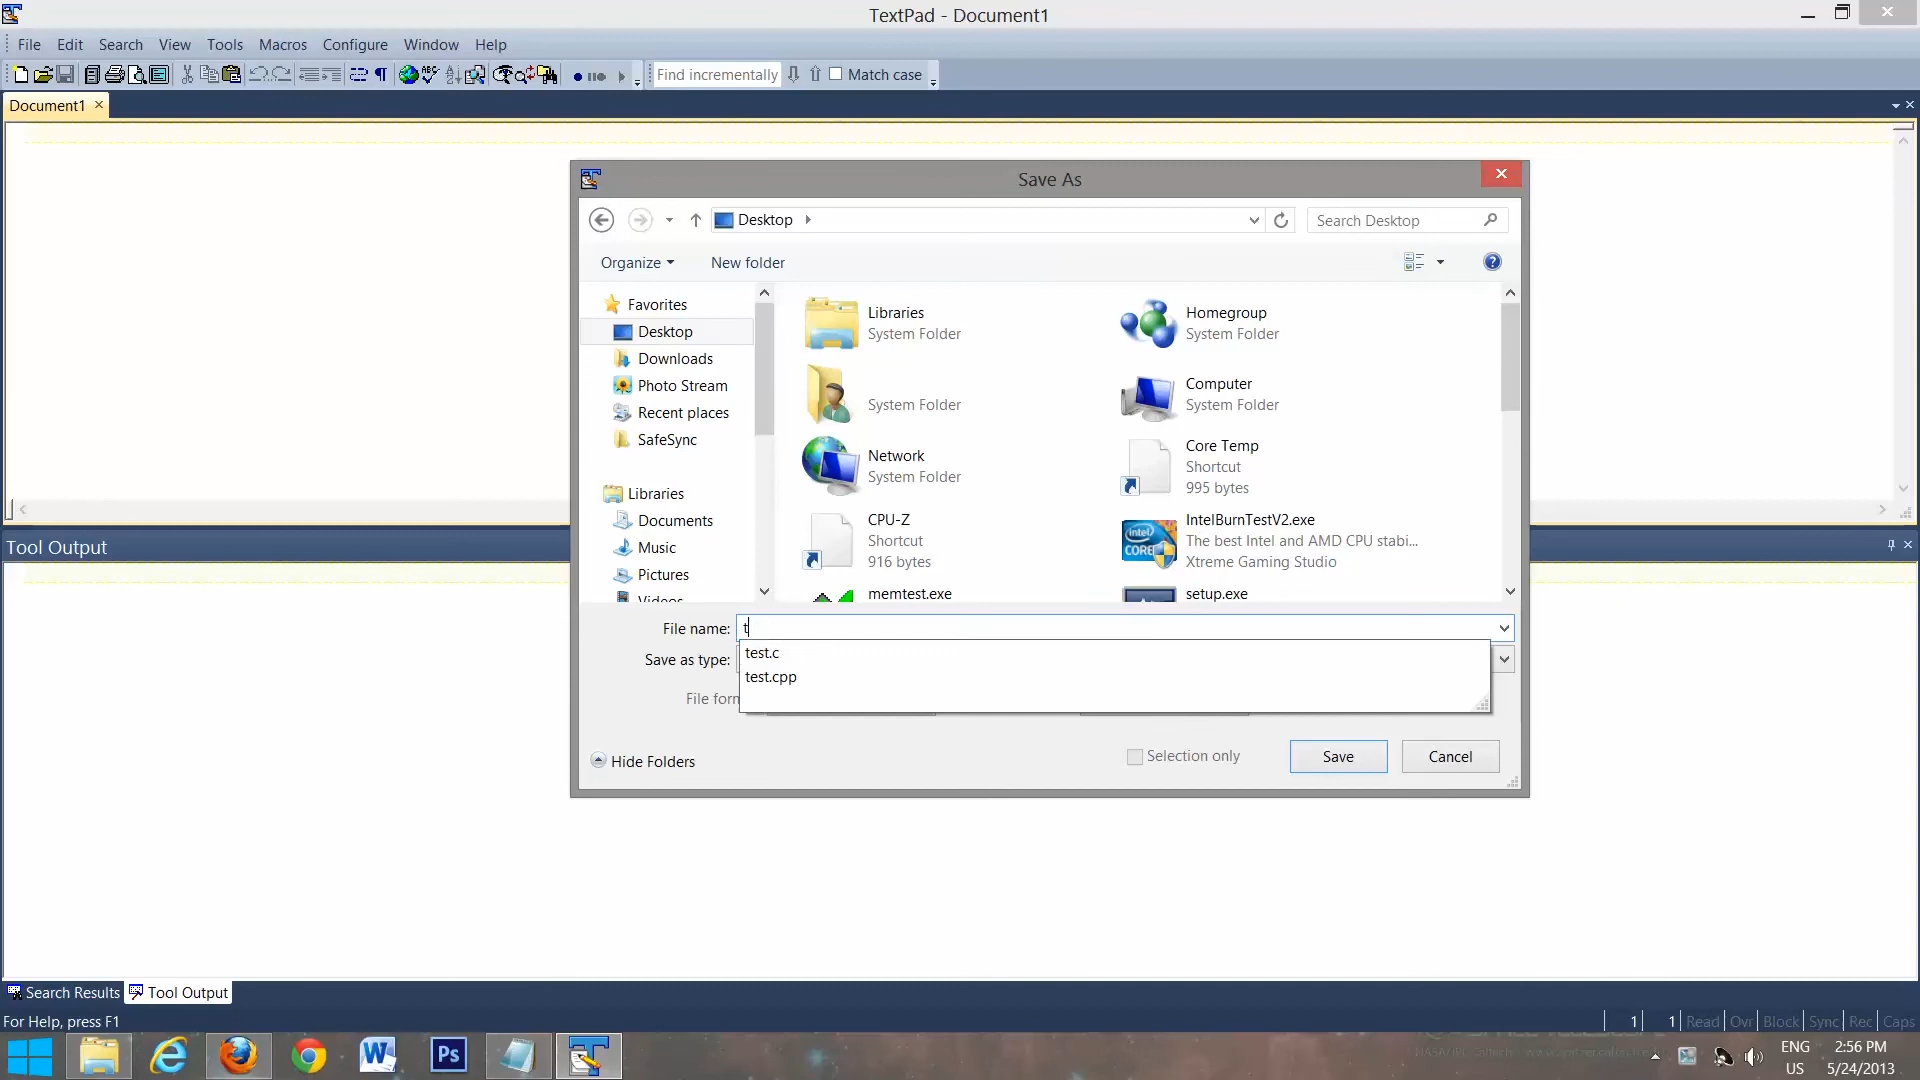 TextPad - Document1
File Edit Search View Tools Macros Configure Window Help
Find incrementally Match case
Document1
Save As
Desktop
Search Desktop
Organize New folder
Favorites
Desktop
Downloads
Photo Stream
Recent places
SafeSync
Libraries
Documents
Music
Pictures
Videos
Libraries
System Folder
Homegroup
System Folder
System Folder
Computer
System Folder
Network
System Folder
Core Temp
Shortcut
995 bytes
CPU-Z
Shortcut
916 bytes
IntelBurnTestV2.exe
The best Intel and AMD CPU stabi...
Xtreme Gaming Studio
memtest.exe
setup.exe
File name: t
test.c
test.cpp
Save as type:
File form
Hide Folders
Selection only
Save Cancel
Tool Output
Search Results Tool Output
For Help, press F1
1 1 Read Ovr Block Sync Rec Caps
ENG
US
2:56 PM
5/24/2013